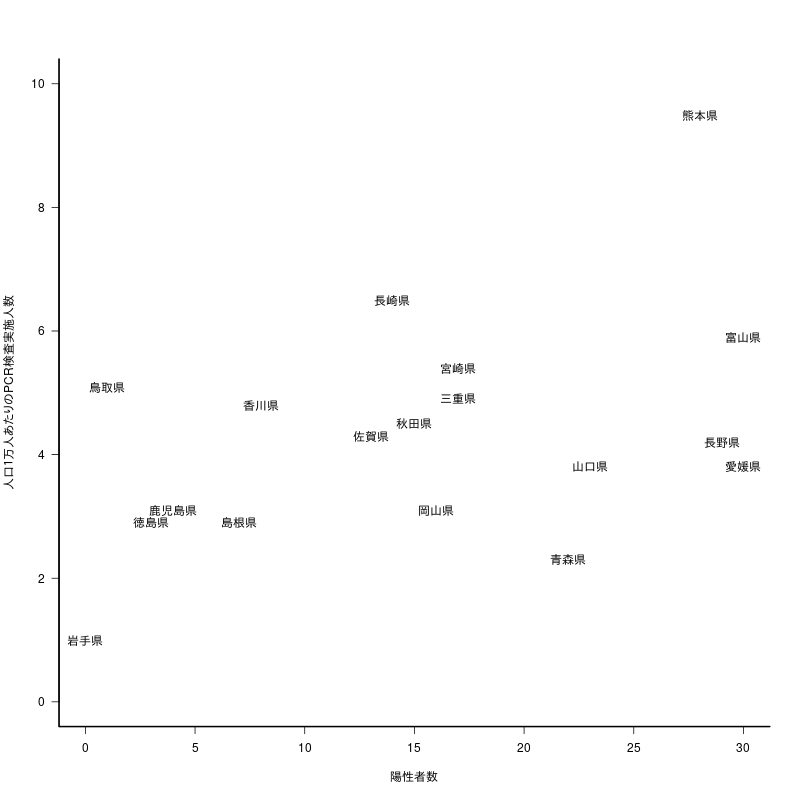 10
熊本県
8
長崎県
6
富山県
宮崎県
鳥取県
三重県
香川県
秋田県
佐賀県
長野県
4
山口県
愛媛県
鹿児島県
岡山県
徳島県
島根県
青森県
2
岩手県
0
人口1万人あたりのPCR検査実施人数
0 5 10 15 20 25 30
陽性者数